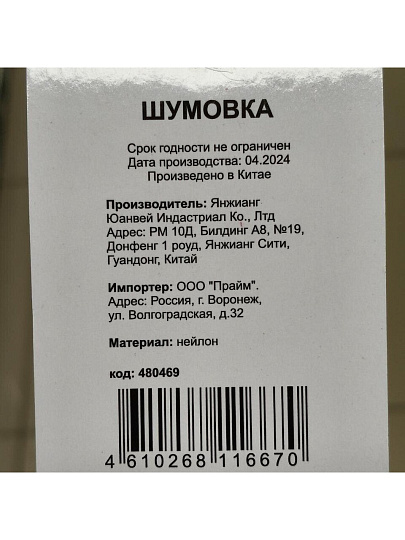 ШУМОВКА
Срок годности не ограничен
Дата производства: 04.2024
Произведено в Китае
Производитель: Янжианг
Юанвей Индастриал Ко., Лтд
Адрес: РМ 10Д, Билдинг А8, №19,
Донфенг 1 роуд, Янжианг Сити,
Гуандонг, Китай
Импортер: ООО "Прайм".
Адрес: Россия, г. Воронеж,
ул. Волгоградская, д.32
Материал: нейлон
код: 480469
4 610268 116670